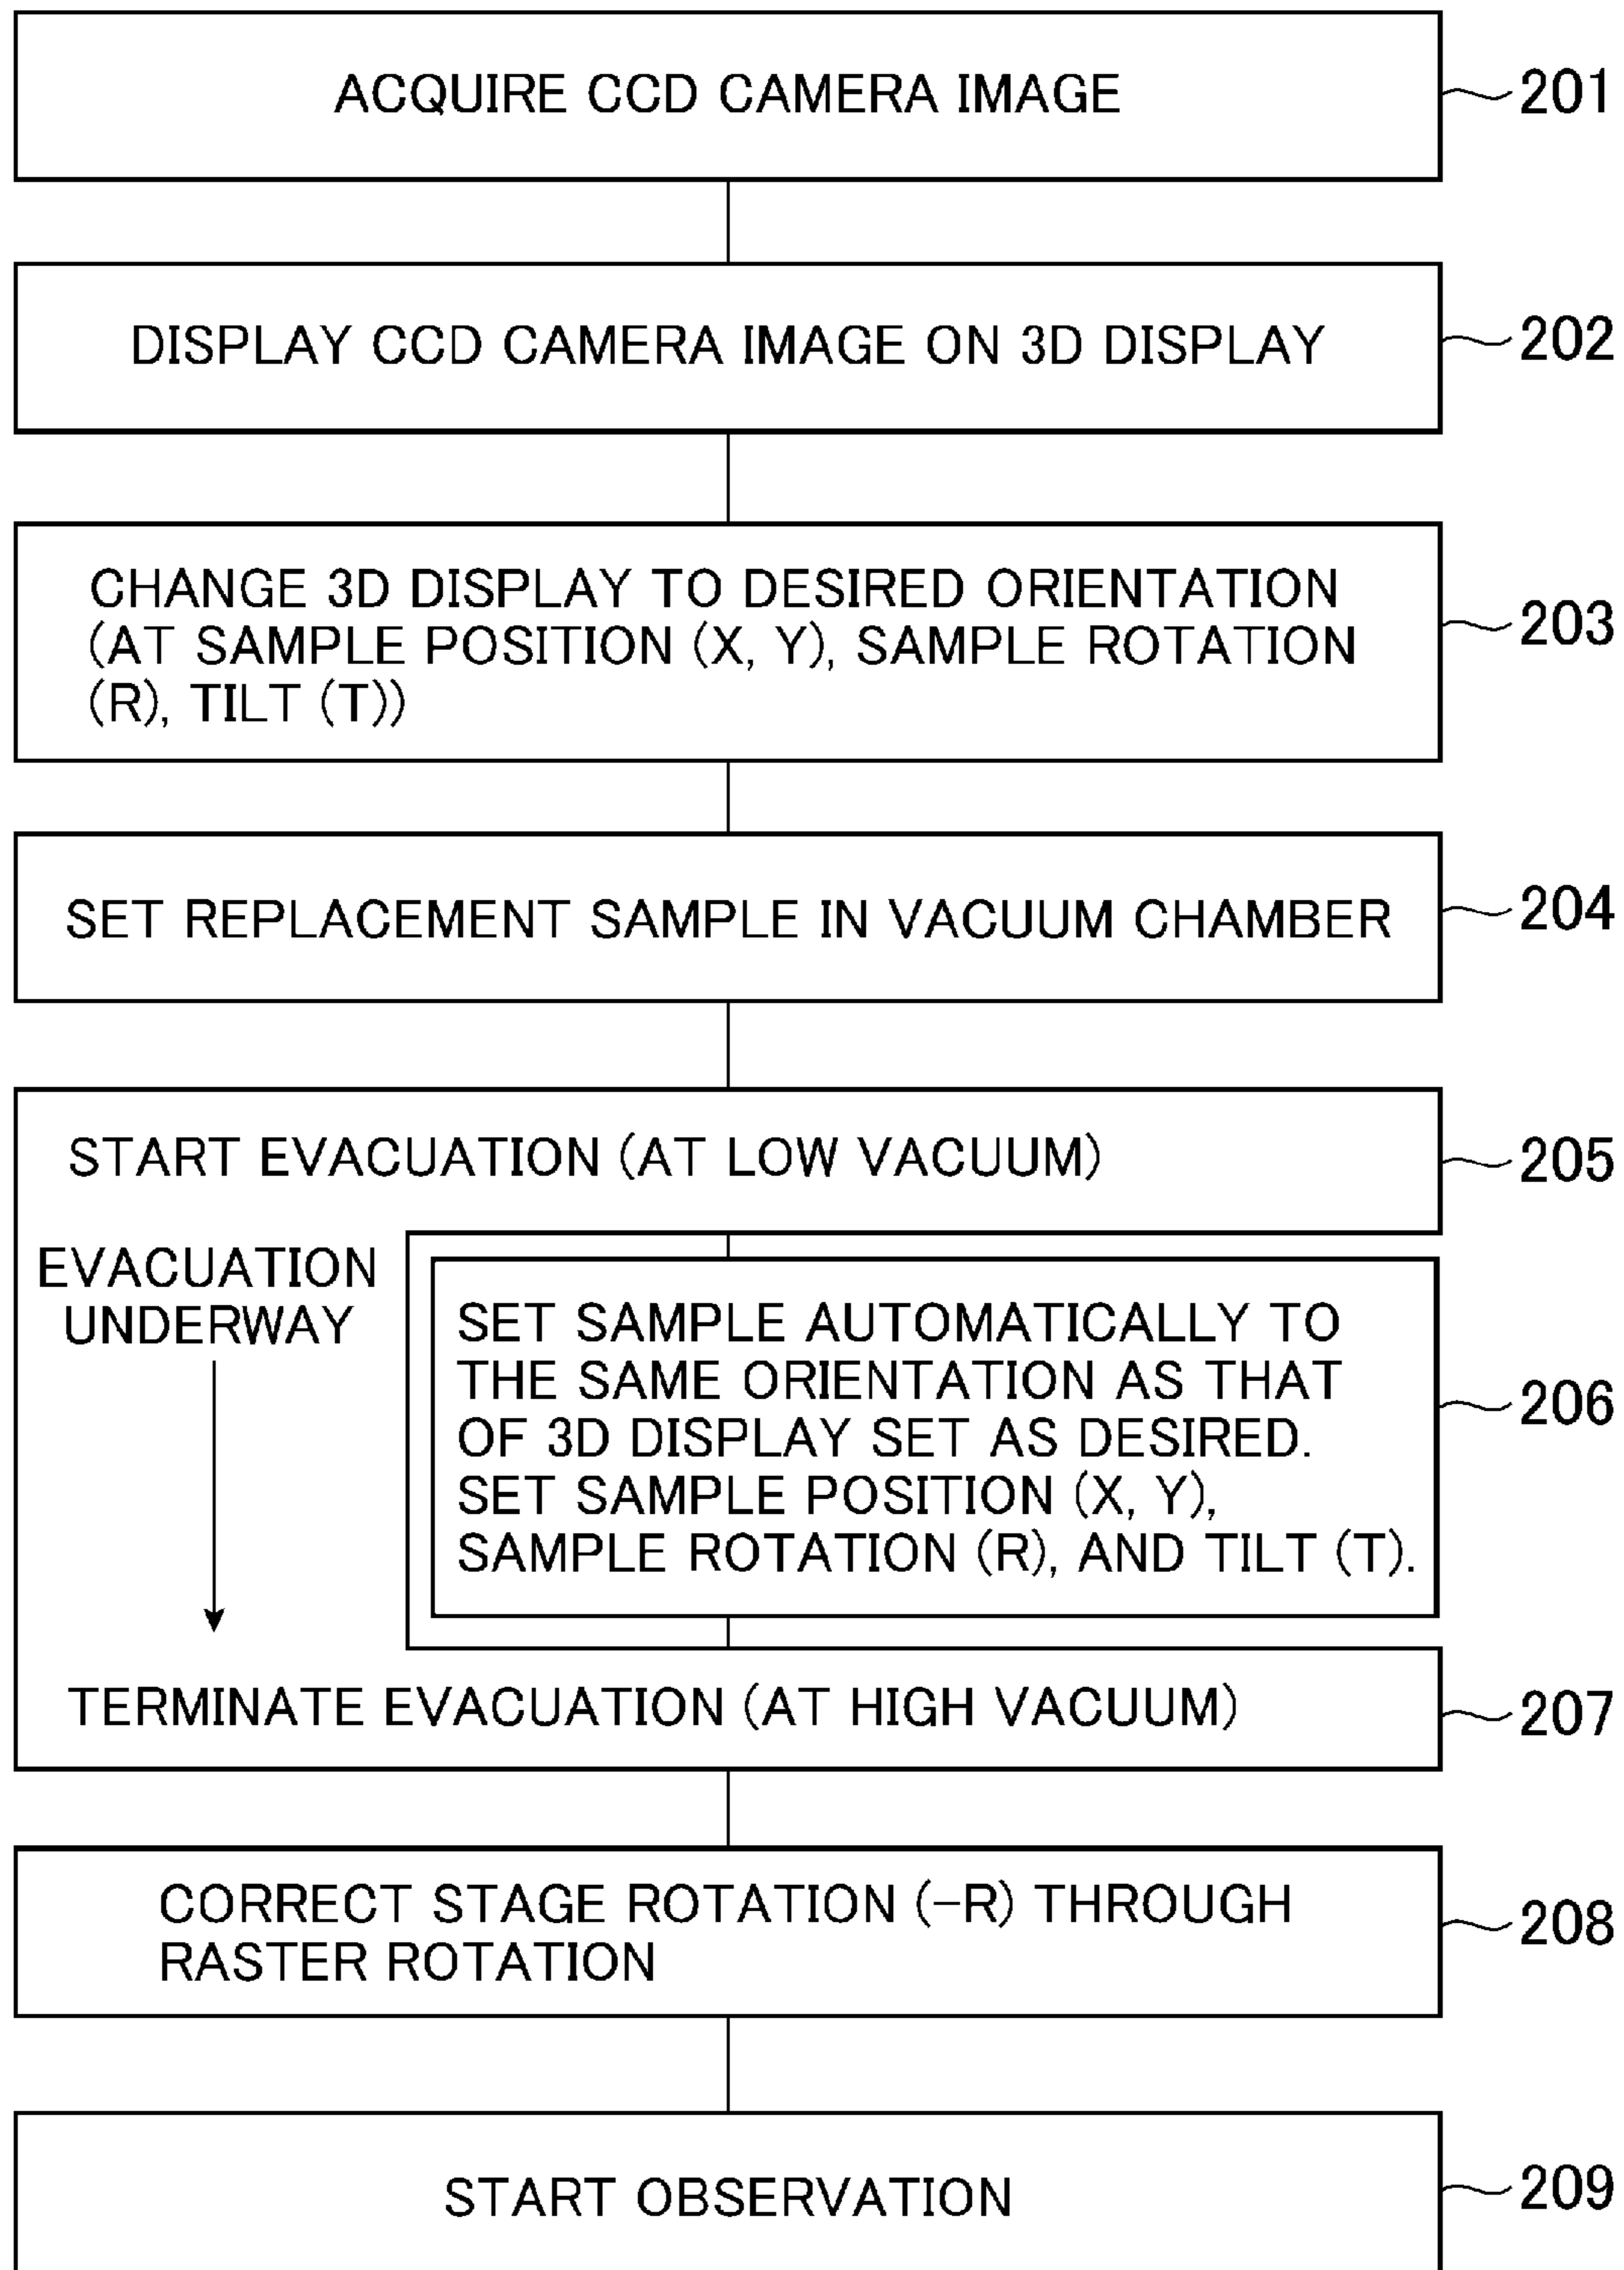 ACQUIRE CCD CAMERA IMAGE
201
DISPLAY CCD CAMERA IMAGE ON 3D DISPLAY
202
CHANGE 3D DISPLAY TO DESIRED ORIENTATION
(AT SAMPLE POSITION (X, Y), SAMPLE ROTATION
(R), TILT (T))
203
SET REPLACEMENT SAMPLE IN VACUUM CHAMBER
204
START EVACUATION (AT LOW VACUUM)
205
EVACUATION
UNDERWAY
SET SAMPLE AUTOMATICALLY TO
THE SAME ORIENTATION AS THAT
OF 3D DISPLAY SET AS DESIRED.
SET SAMPLE POSITION (X, Y),
SAMPLE ROTATION (R), AND TILT (T).
206
TERMINATE EVACUATION (AT HIGH VACUUM)
207
CORRECT STAGE ROTATION (-R) THROUGH
RASTER ROTATION
208
START OBSERVATION
209